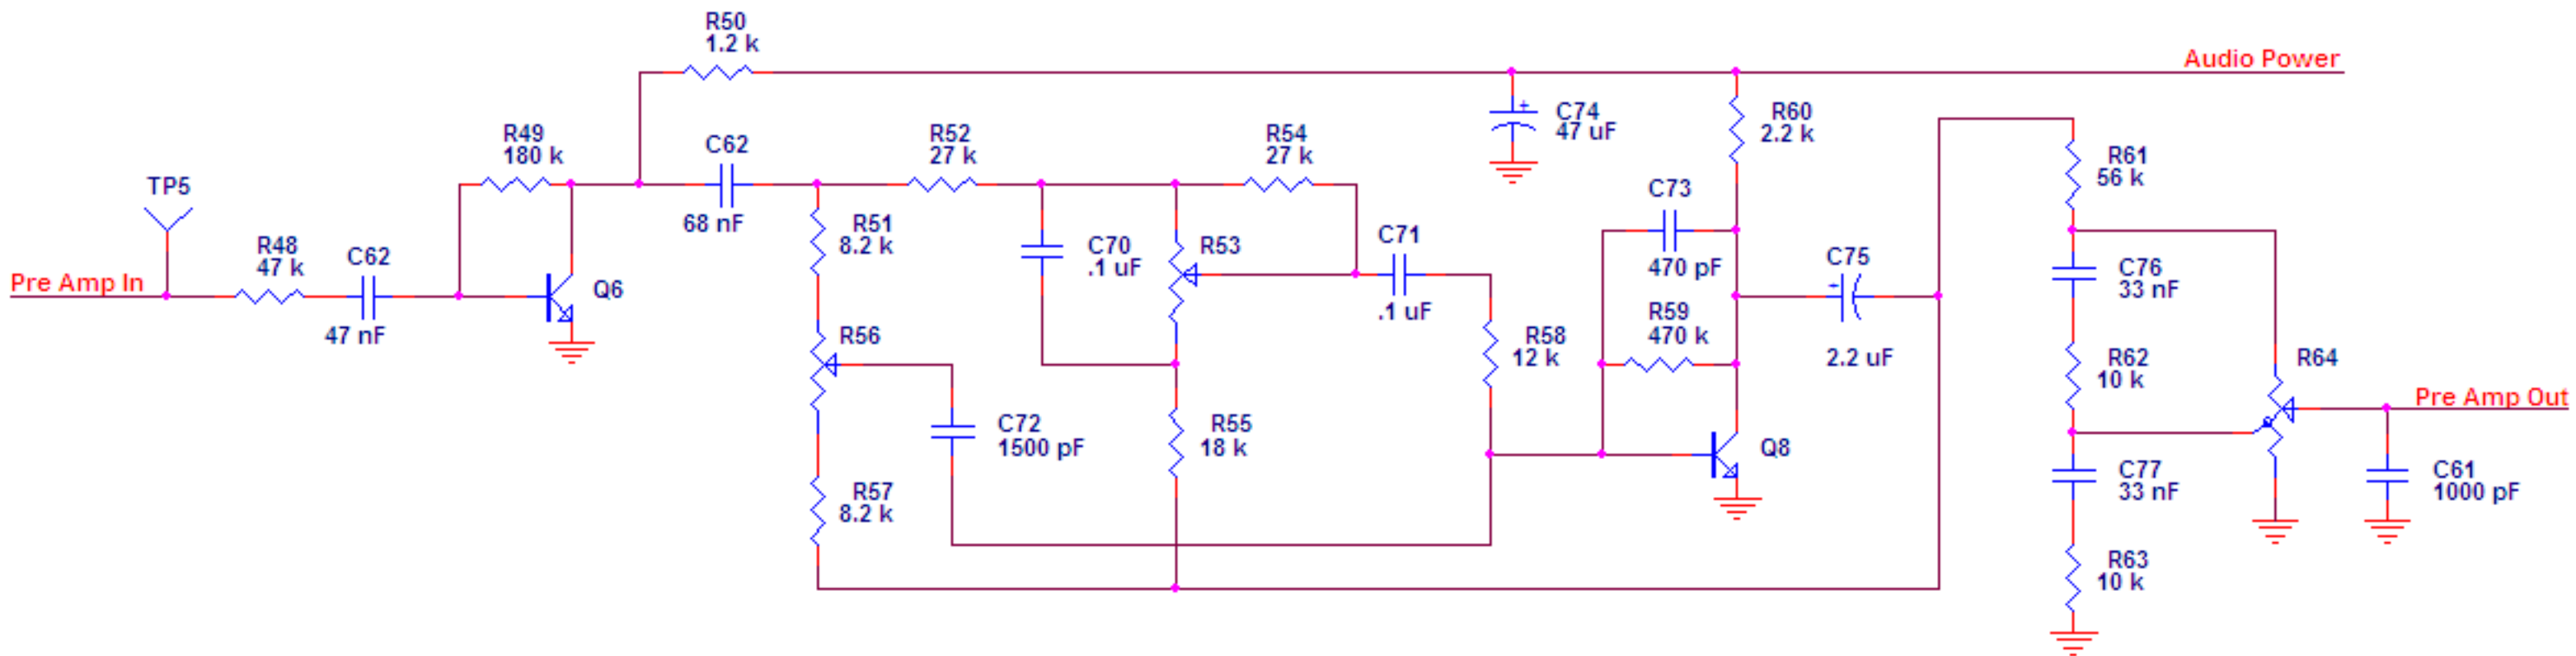 R50
1.2 k
Audio Power
C74
47 uF
R60
2.2 k
R49
180 k
C62
68 nF
R52
27 k
R54
27 k
R61
56 k
TP5
C73
470 pF
R51
8.2 k
C70
.1 uF
R53
C71
.1 uF
C75
2.2 uF
C76
33 nF
Pre Amp In
R48
47 k
C62
47 nF
Q6
R59
470 k
R56
R58
12 k
R62
10 k
R64
Pre Amp Out
C72
1500 pF
R55
18 k
Q8
C77
33 nF
C61
1000 pF
R57
8.2 k
R63
10 k